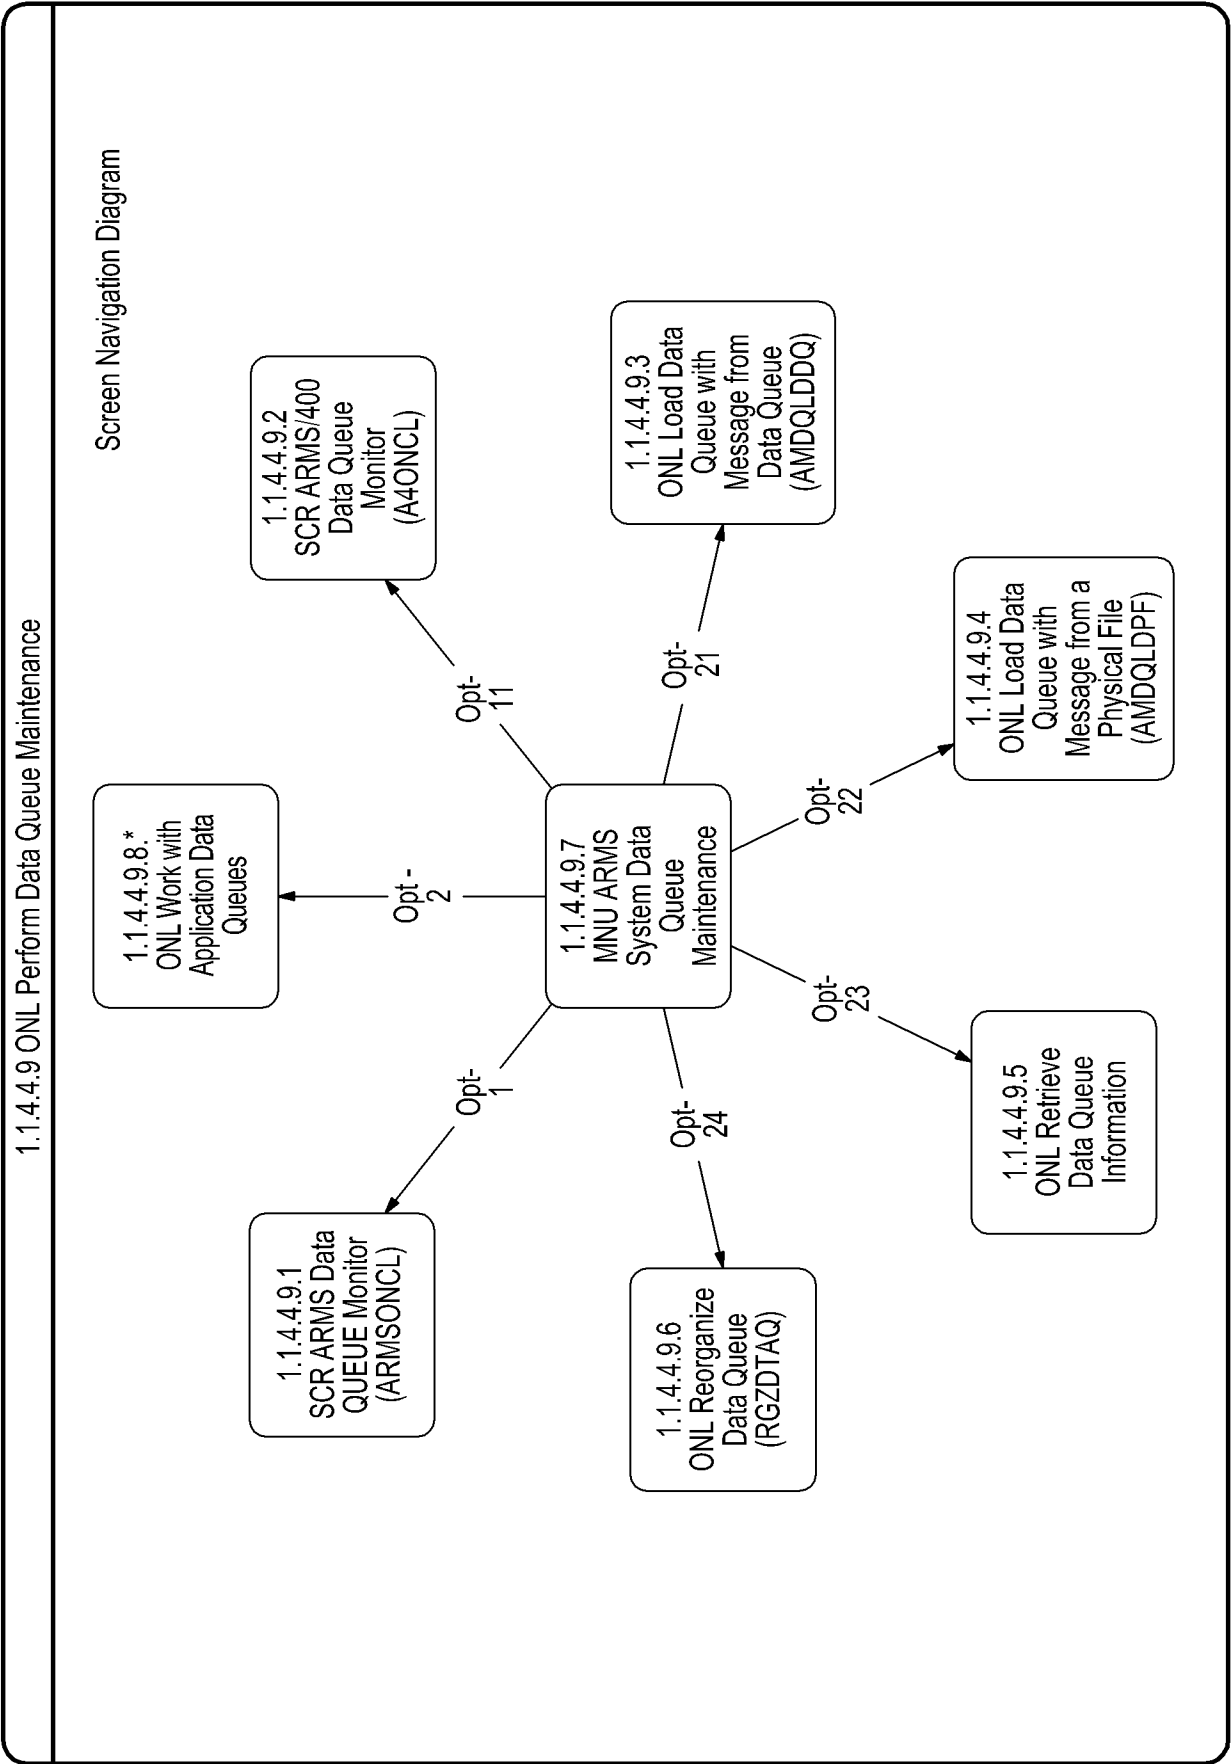 1.1.4.4.9 ONL Perform Data Queue Maintenance
Screen Navigation Diagram
1.1.4.4.9.8.*
ONL Work with
Application Data
Queues
1.1.4.4.9.1
SCR ARMS Data
QUEUE Monitor
(ARMSONCL)
1.1.4.4.9.2
SCR ARMS/400
Data Queue
Monitor
(A4ONCL)
Opt -
2
Opt-
1
Opt-
11
1.1.4.4.9.7
MNU ARMS
System Data
Queue
Maintenance
1.1.4.4.9.6
ONL Reorganize
Data Queue
(RGZDTAQ)
Opt-
24
Opt-
21
1.1.4.4.9.3
ONL Load Data
Queue with
Message from
Data Queue
(AMDQLDDQ)
Opt-
23
Opt-
22
1.1.4.4.9.5
ONL Retrieve
Data Queue
Information
1.1.4.4.9.4
ONL Load Data
Queue with
Message from a
Physical File
(AMDQLDPF)